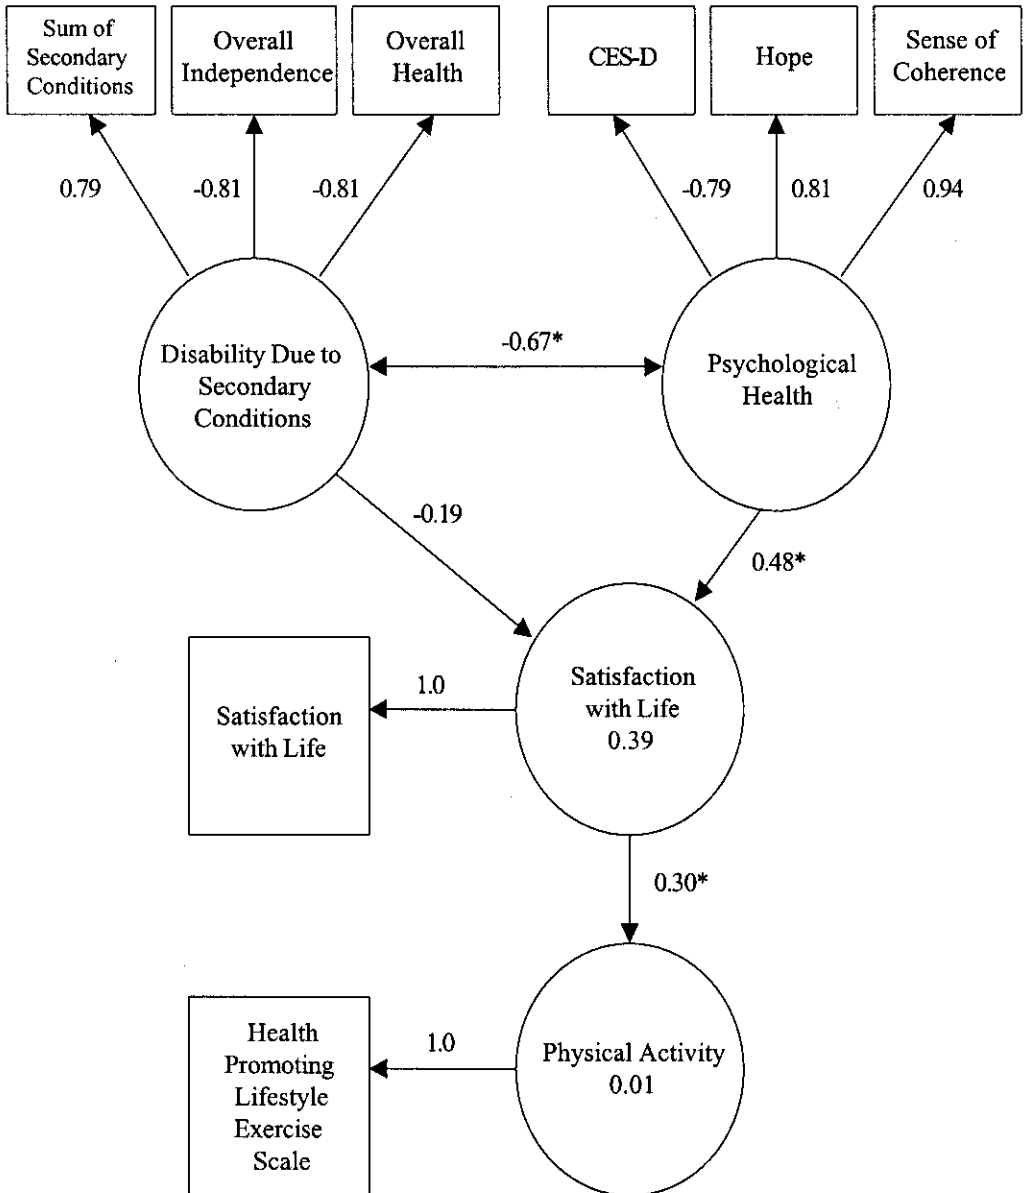 Sum of
Secondary
Conditions
Overall
Independence
Overall
Health
CES-D
Hope
Sense of
Coherence
0.79
-0.81
-0.81
-0.79
0.81
0.94
Disability Due to
Secondary
Conditions
-0.67*
Psychological
Health
-0.19
0.48*
Satisfaction
with Life
1.0
Satisfaction
with Life
0.39
0.30*
Health
Promoting
Lifestyle
Exercise
Scale
1.0
Physical Activity
0.01